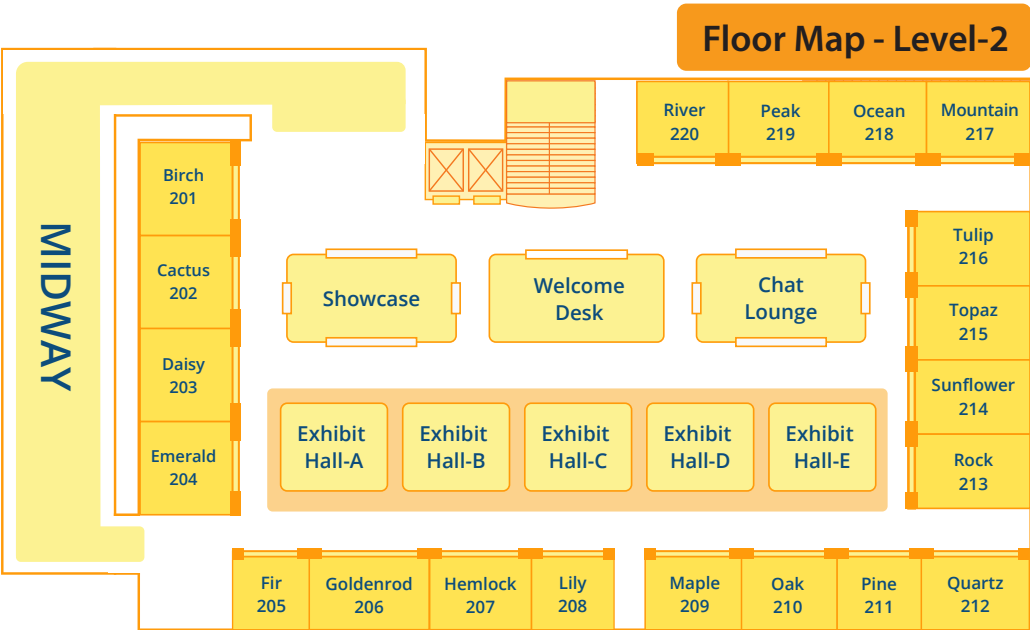 Floor Map - Level-2
River
220
Peak
219
Ocean
218
Mountain
217
MIDWAY
Birch
201
Cactus
202
Daisy
203
Emerald
204
Showcase
Welcome
Desk
Chat
Lounge
Tulip
216
Topaz
215
Sunflower
214
Rock
213
Exhibit
Hall-A
Exhibit
Hall-B
Exhibit
Hall-C
Exhibit
Hall-D
Exhibit
Hall-E
Fir
205
Goldenrod
206
Hemlock
207
Lily
208
Maple
209
Oak
210
Pine
211
Quartz
212